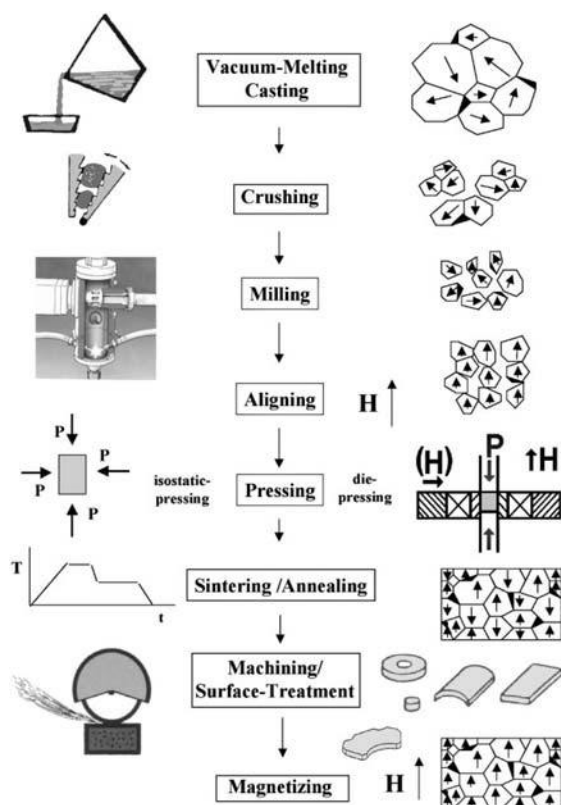 Vacuum-Melting
Casting
Crushing
Milling
Aligning
H
P
P
P
P
isostatic-
pressing
Pressing
die-
pressing
(H)
P
H
T
t
Sintering /Annealing
Machining/
Surface-Treatment
Magnetizing
H